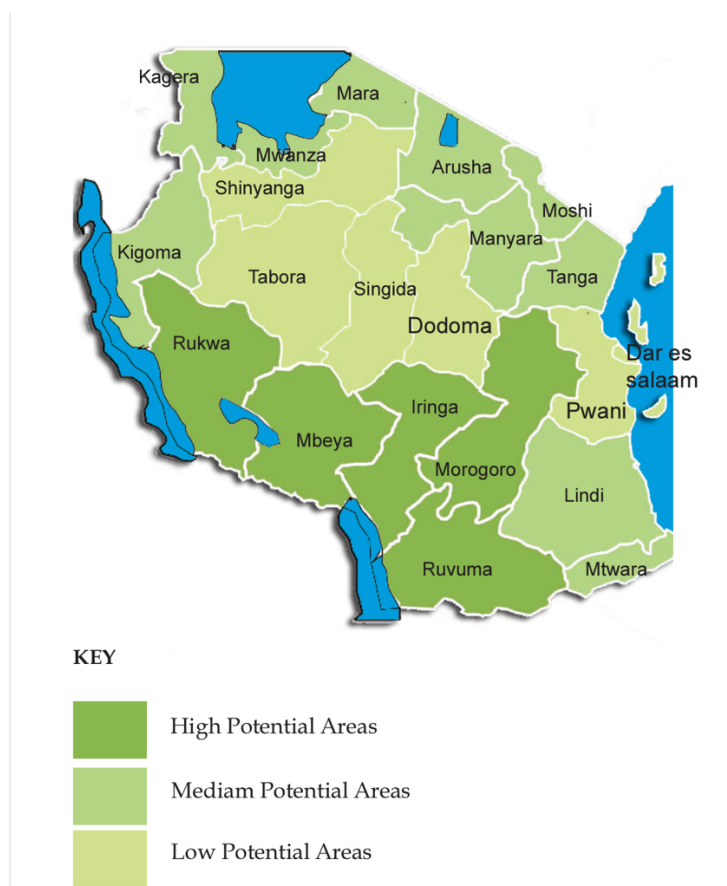 Kagera
Mara
Mwanza
Arusha
Shinyanga
Moshi
Kigoma
Manyara
Tabora
Singida
Tanga
Dodoma
Rukwa
Dar es
salaam
Iringa
Pwani
Mbeya
Morogoro
Lindi
Ruvuma
Mtwara
KEY
High Potential Areas
Mediam Potential Areas
Low Potential Areas